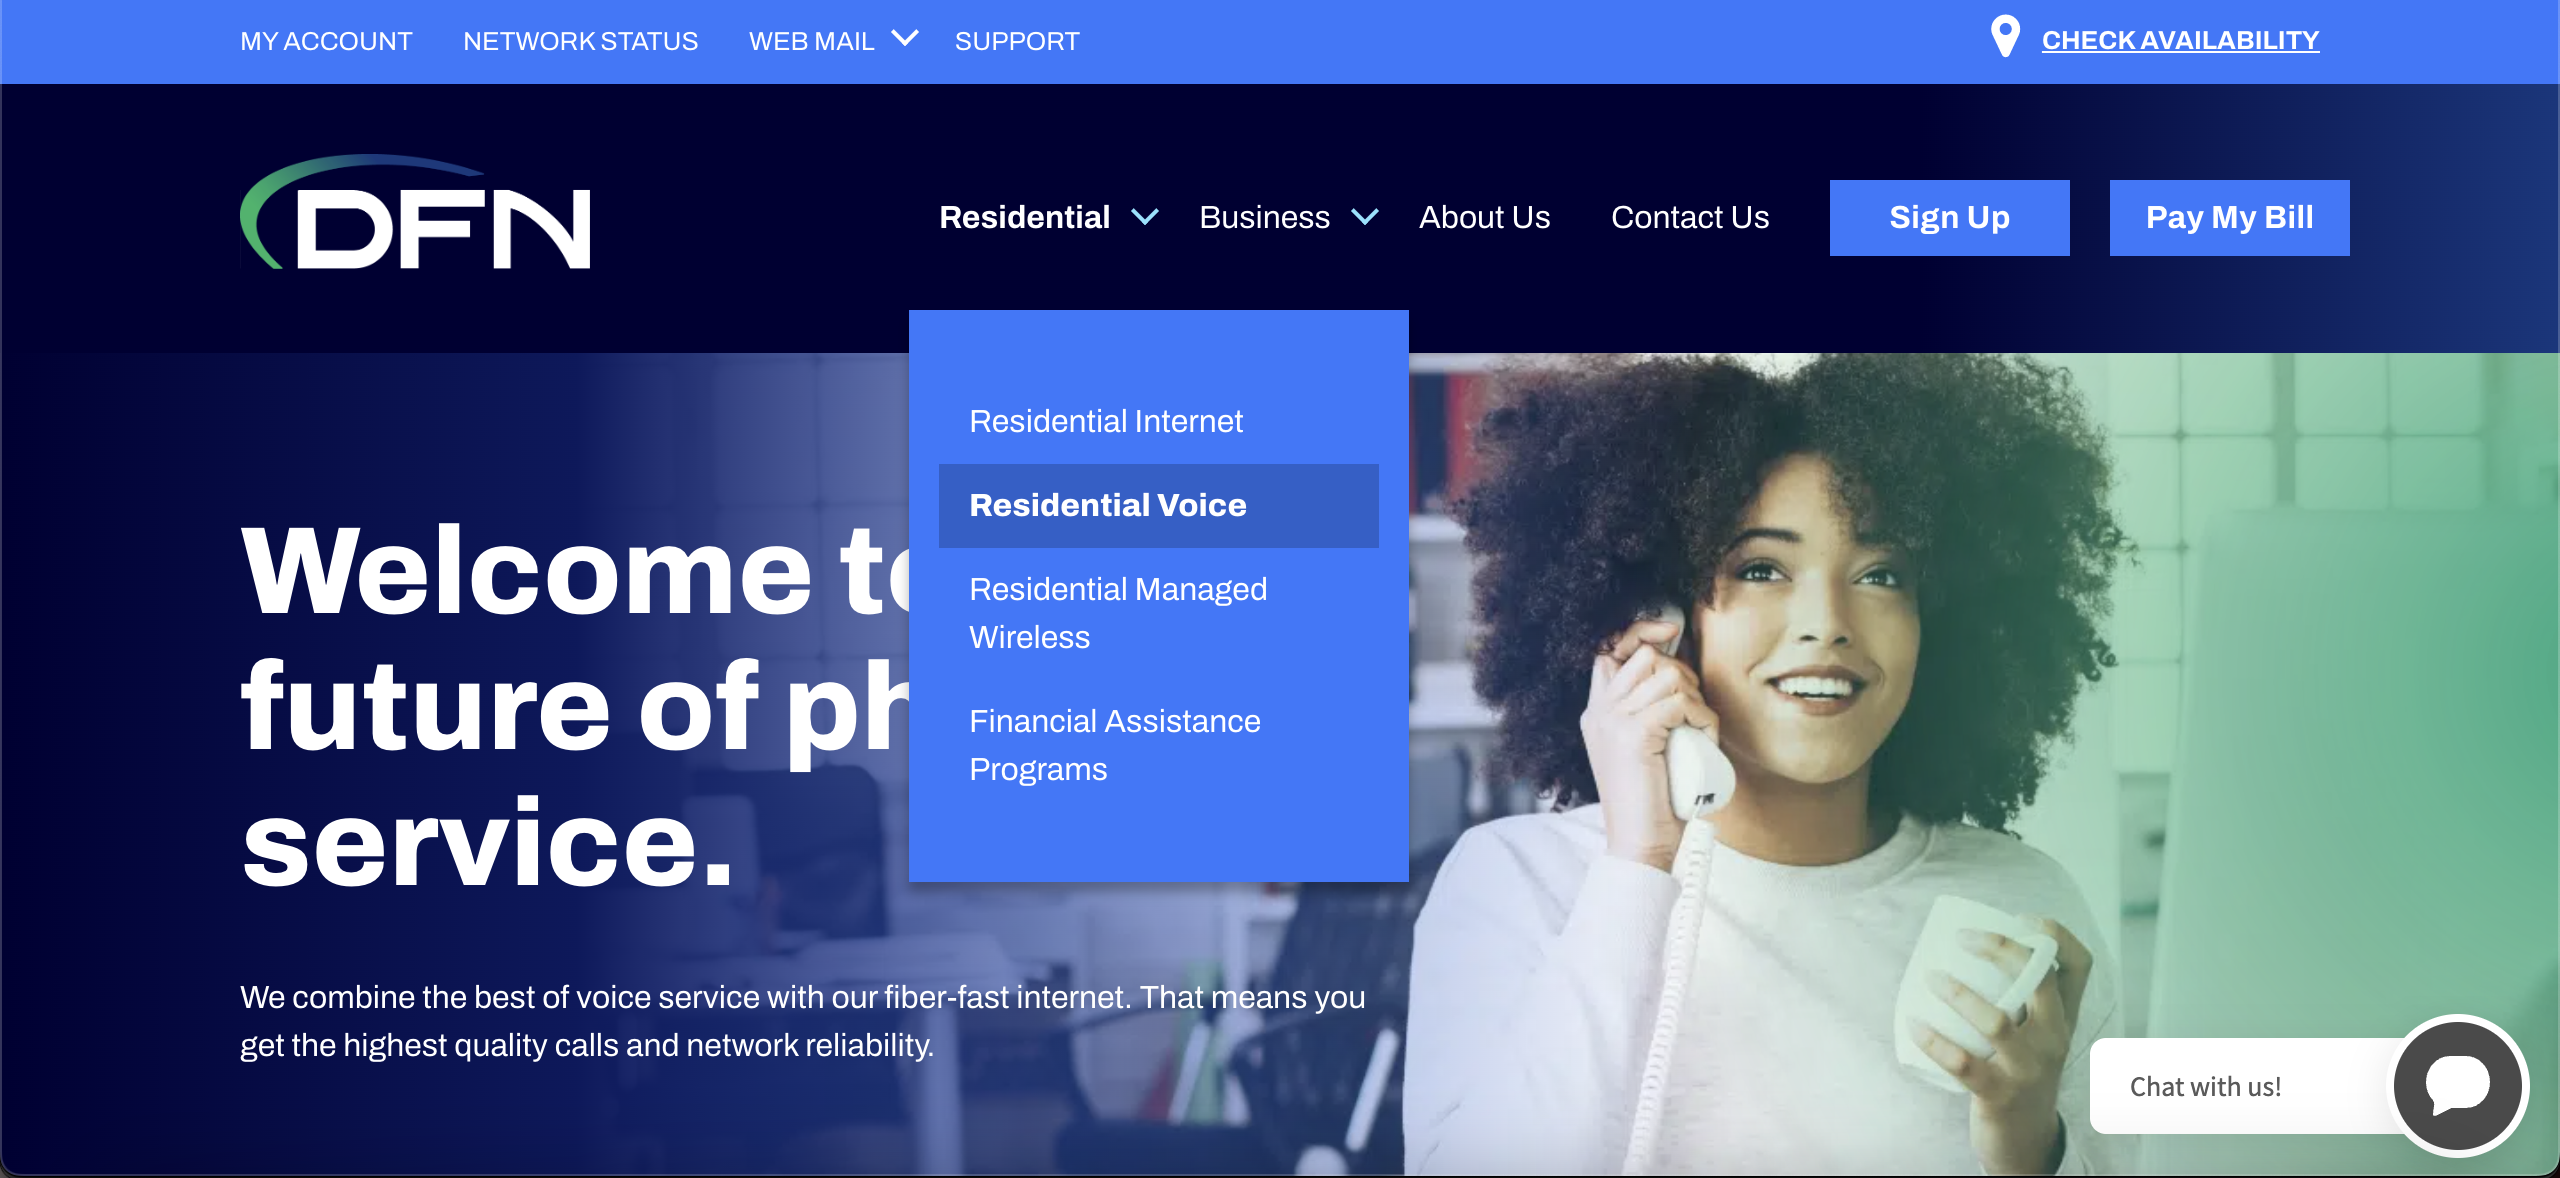 MY ACCOUNT NETWORK STATUS WEB MAIL SUPPORT CHECK AVAILABILITY
DFN
Residential Business About Us Contact Us Sign Up Pay My Bill
Residential Internet
Residential Voice
Residential Managed
Wireless
Financial Assistance
Programs
Welcome
future of
service.
We combine the best of voice service with our fiber-fast internet. That means you
get the highest quality calls and network reliability.
Chat with us!